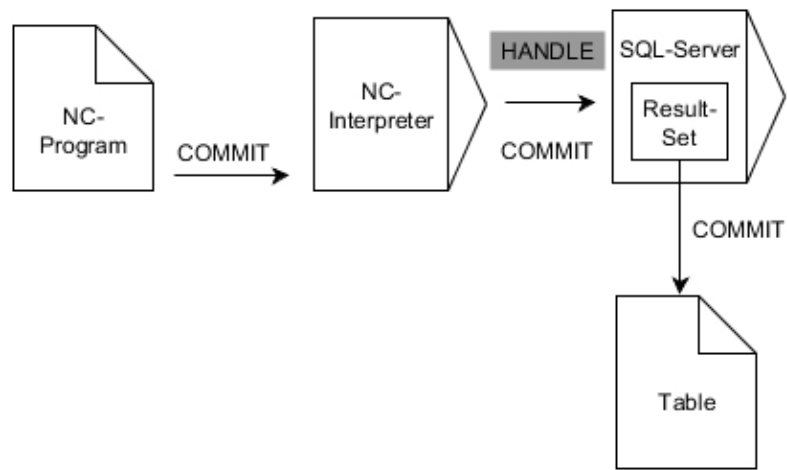 NC-
Program
COMMIT
NC-
Interpreter
HANDLE
COMMIT
SQL-Server
Result-
Set
COMMIT
Table